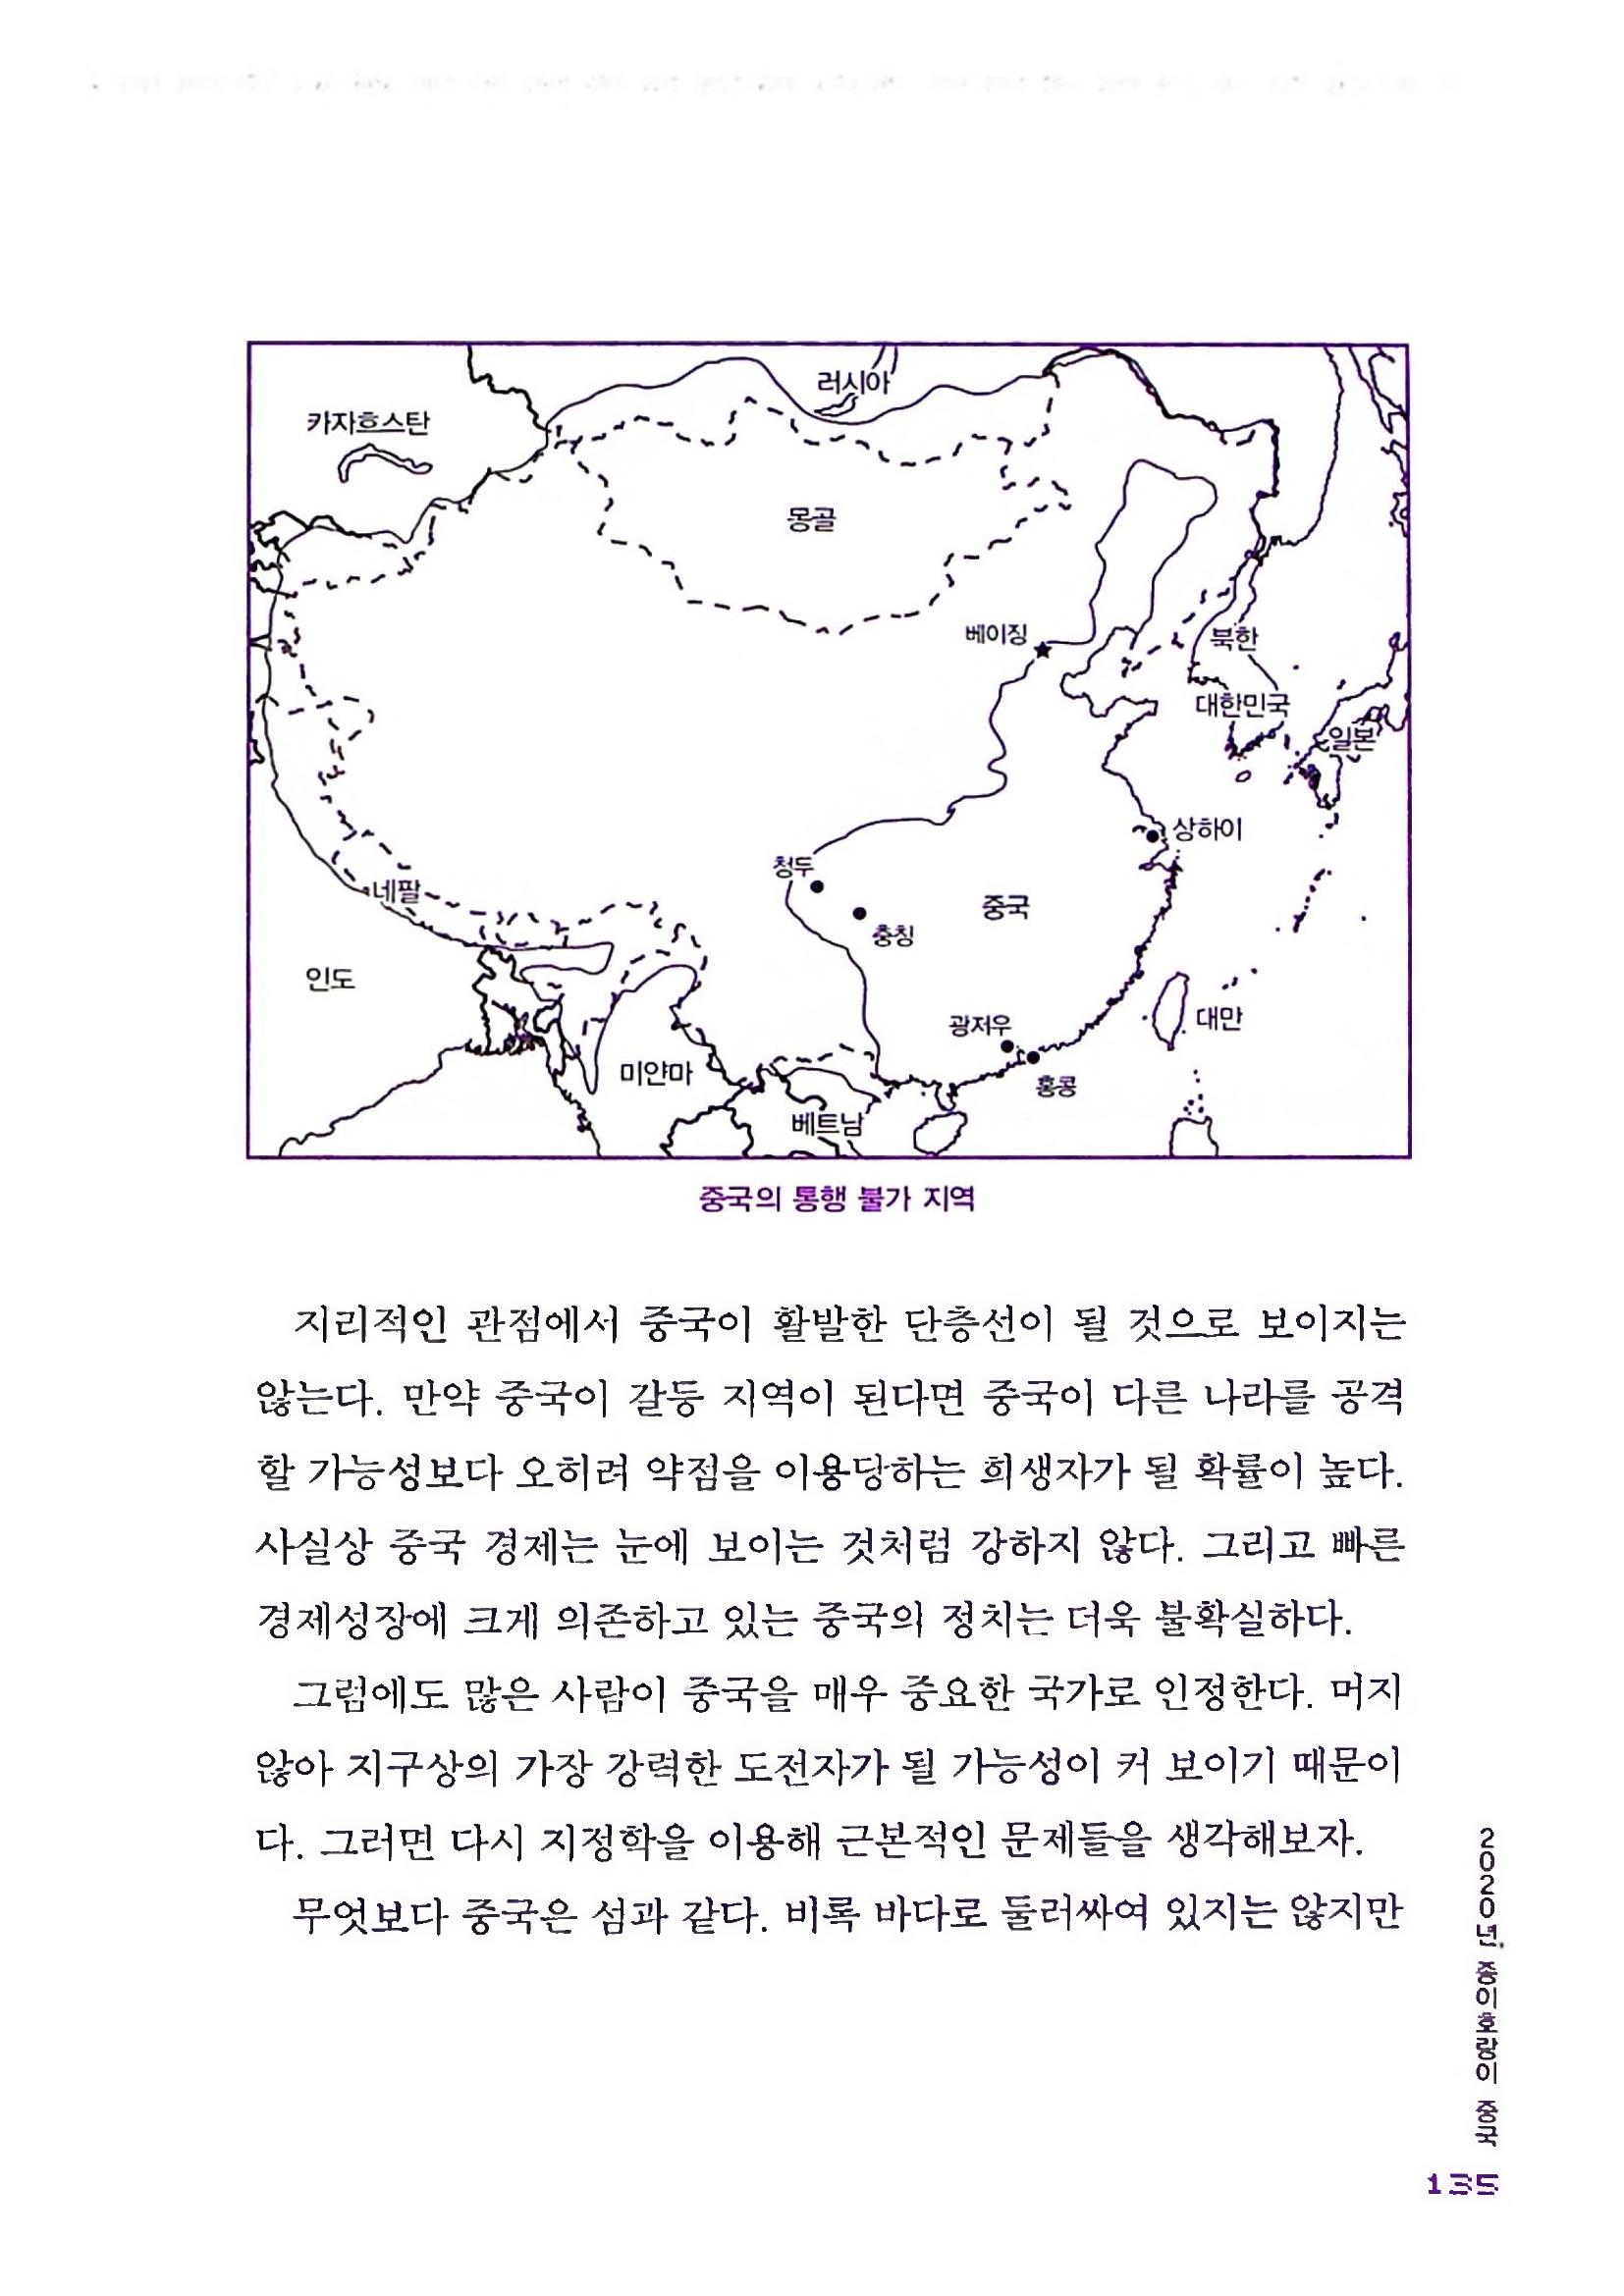 러시아
카자흐스탄
몽골
베이징
북한
대한민국
일본
상하이
청두
중국
충칭
네팔
인도
대만
광저우
미얀마
홍콩
베트남
중국의 통행 불가 지역
지리적인 관점에서 중국이 활발한 단층선이 될 것으로 보이지는
않는다. 만약 중국이 갈등 지역이 된다면 중국이 다른 나라를 공격
할 가능성보다 오히려 약점을 이용당하는 희생자가 될 확률이 높다.
사실상 중국 경제는 눈에 보이는 것처럼 강하지 않다. 그리고 빠른
경제성장에 크게 의존하고 있는 중국의 정치는 더욱 불확실하다.
그럼에도 많은 사람이 중국을 매우 중요한 국가로 인정한다. 머지
않아 지구상의 가장 강력한 도전자가 될 가능성이 커 보이기 때문이
다. 그러면 다시 지정학을 이용해 근본적인 문제들을 생각해보자.
무엇보다 중국은 섬과 같다. 비록 바다로 둘러싸여 있지는 않지만
2020년, 종이호랑이 중국
135